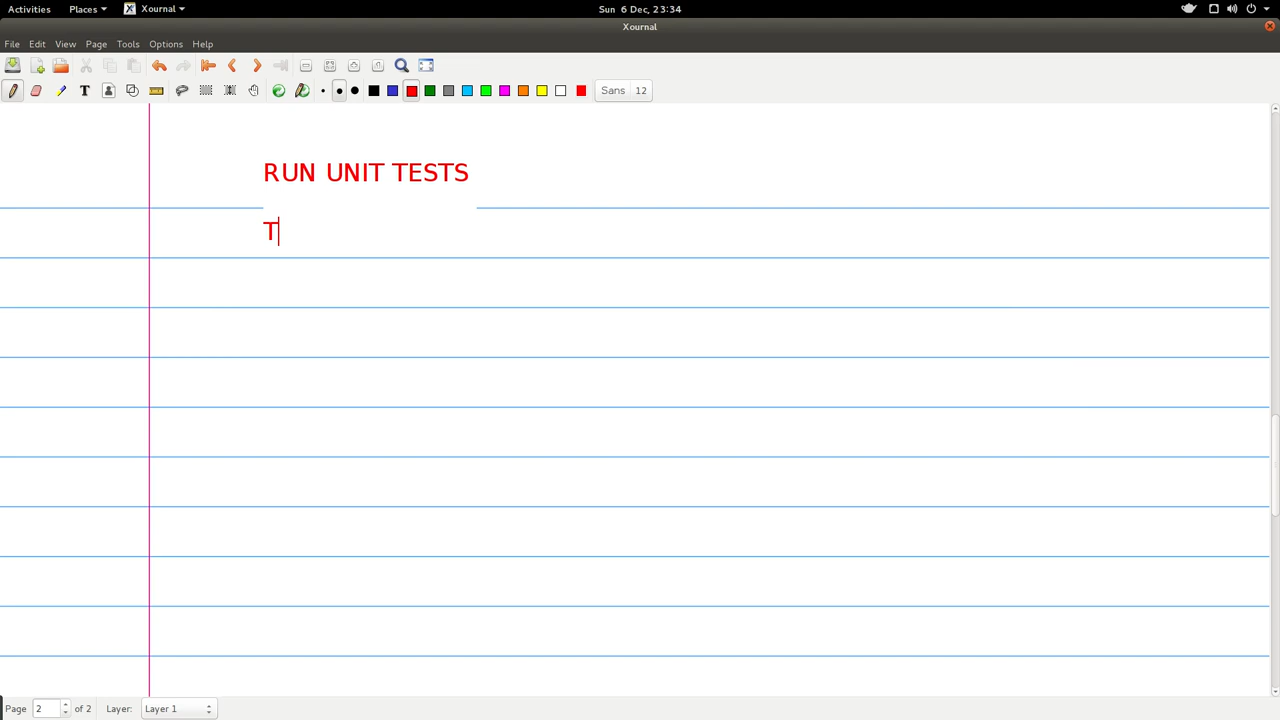 Activities Places Xournal Sun 6 Dec, 23:34
Xournal
File Edit View Page Tools Options Help
T Sans 12
RUN UNIT TESTS
T
Page 2 of 2 Layer: Layer 1